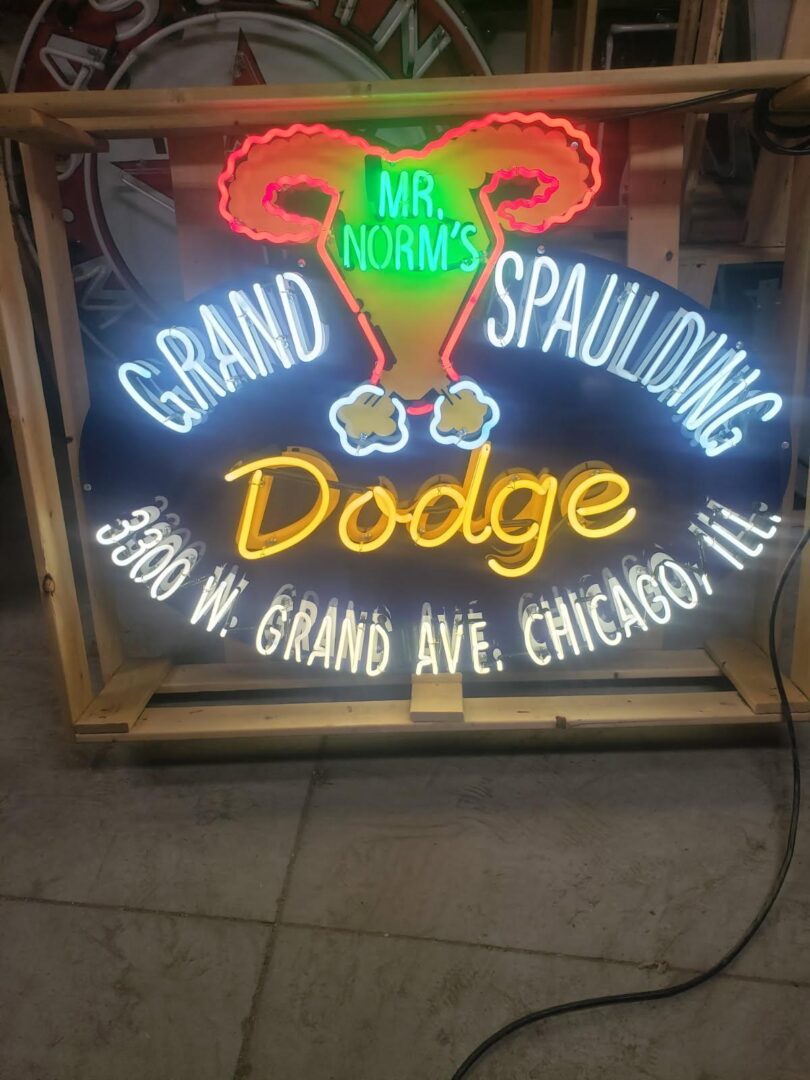 MR.
NORM'S
GRAND SPAULDING
Dodge
3300 W. GRAND AVE. CHICAGO, ILL.